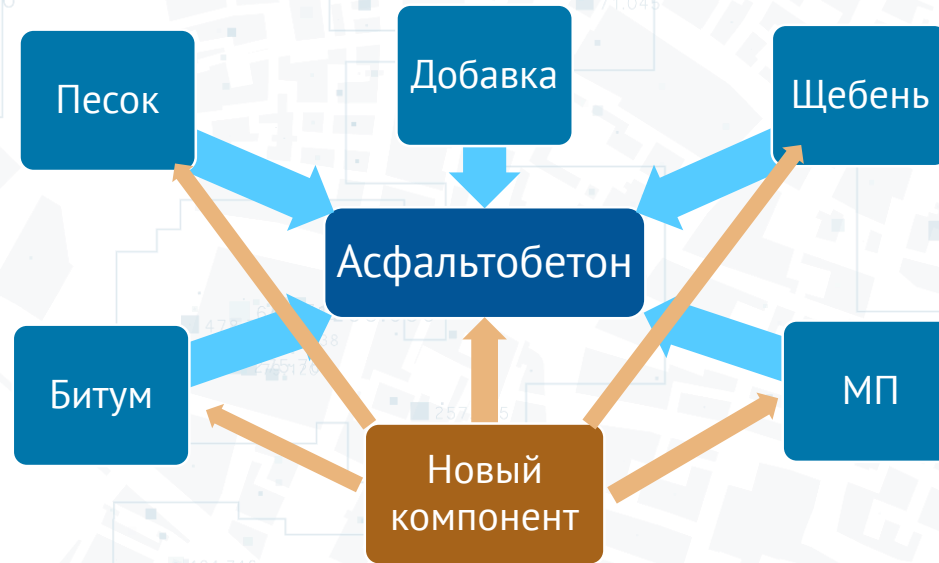 Песок
Добавка
Щебень
Асфальтобетон
Битум
МП
Новый
компонент